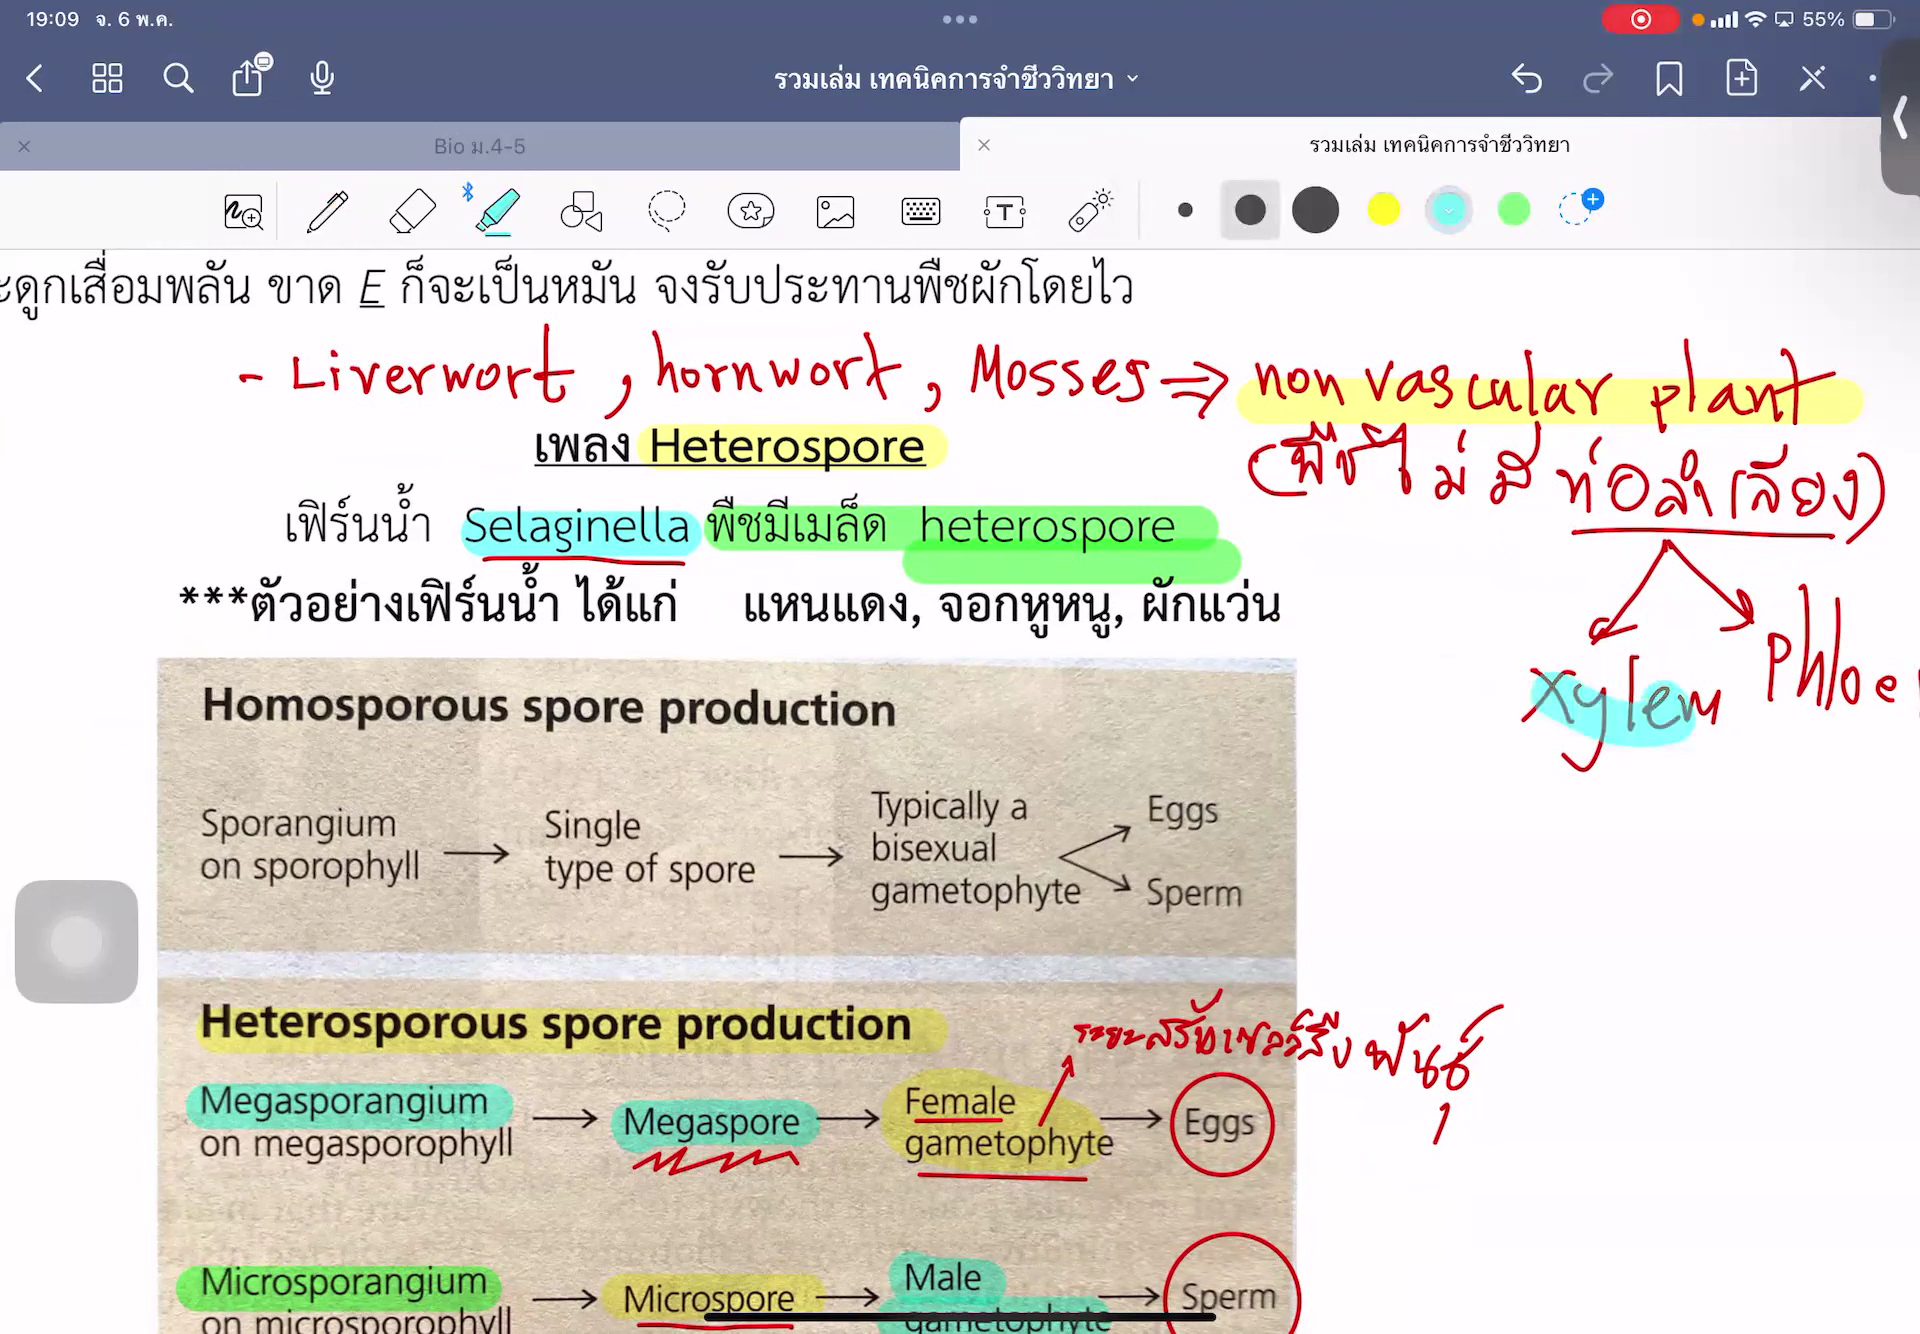 19:09 จ. 6 พ.ค.
55%
รวมเล่ม เทคนิคการจำชีววิทยา
Bio ม.4-5
รวมเล่ม เทคนิคการจำชีววิทยา
ะดูกเสื่อมพลัน ขาด E ก็จะเป็นหมัน จงรับประทานพืชผักโดยไว
- Liverwort , hornwort , Mosses ⇒ non vascular plant
(พืชไม่มีท่อลำเลียง)
เพลง Heterospore
เฟิร์นน้ำ Selaginella พืชมีเมล็ด heterospore
***ตัวอย่างเฟิร์นน้ำ ได้แก่ แหนแดง, จอกหูหนู, ผักแว่น
xylem Phloe
Homosporous spore production
Sporangium on sporophyll → Single type of spore → Typically a bisexual gametophyte
Eggs
Sperm
Heterosporous spore production
ระยะสร้างเซลล์สืบพันธุ์
Megasporangium on megasporophyll → Megaspore → Female gametophyte → Eggs
Microsporangium on microsporophyll → Microspore → Male gametophyte → Sperm